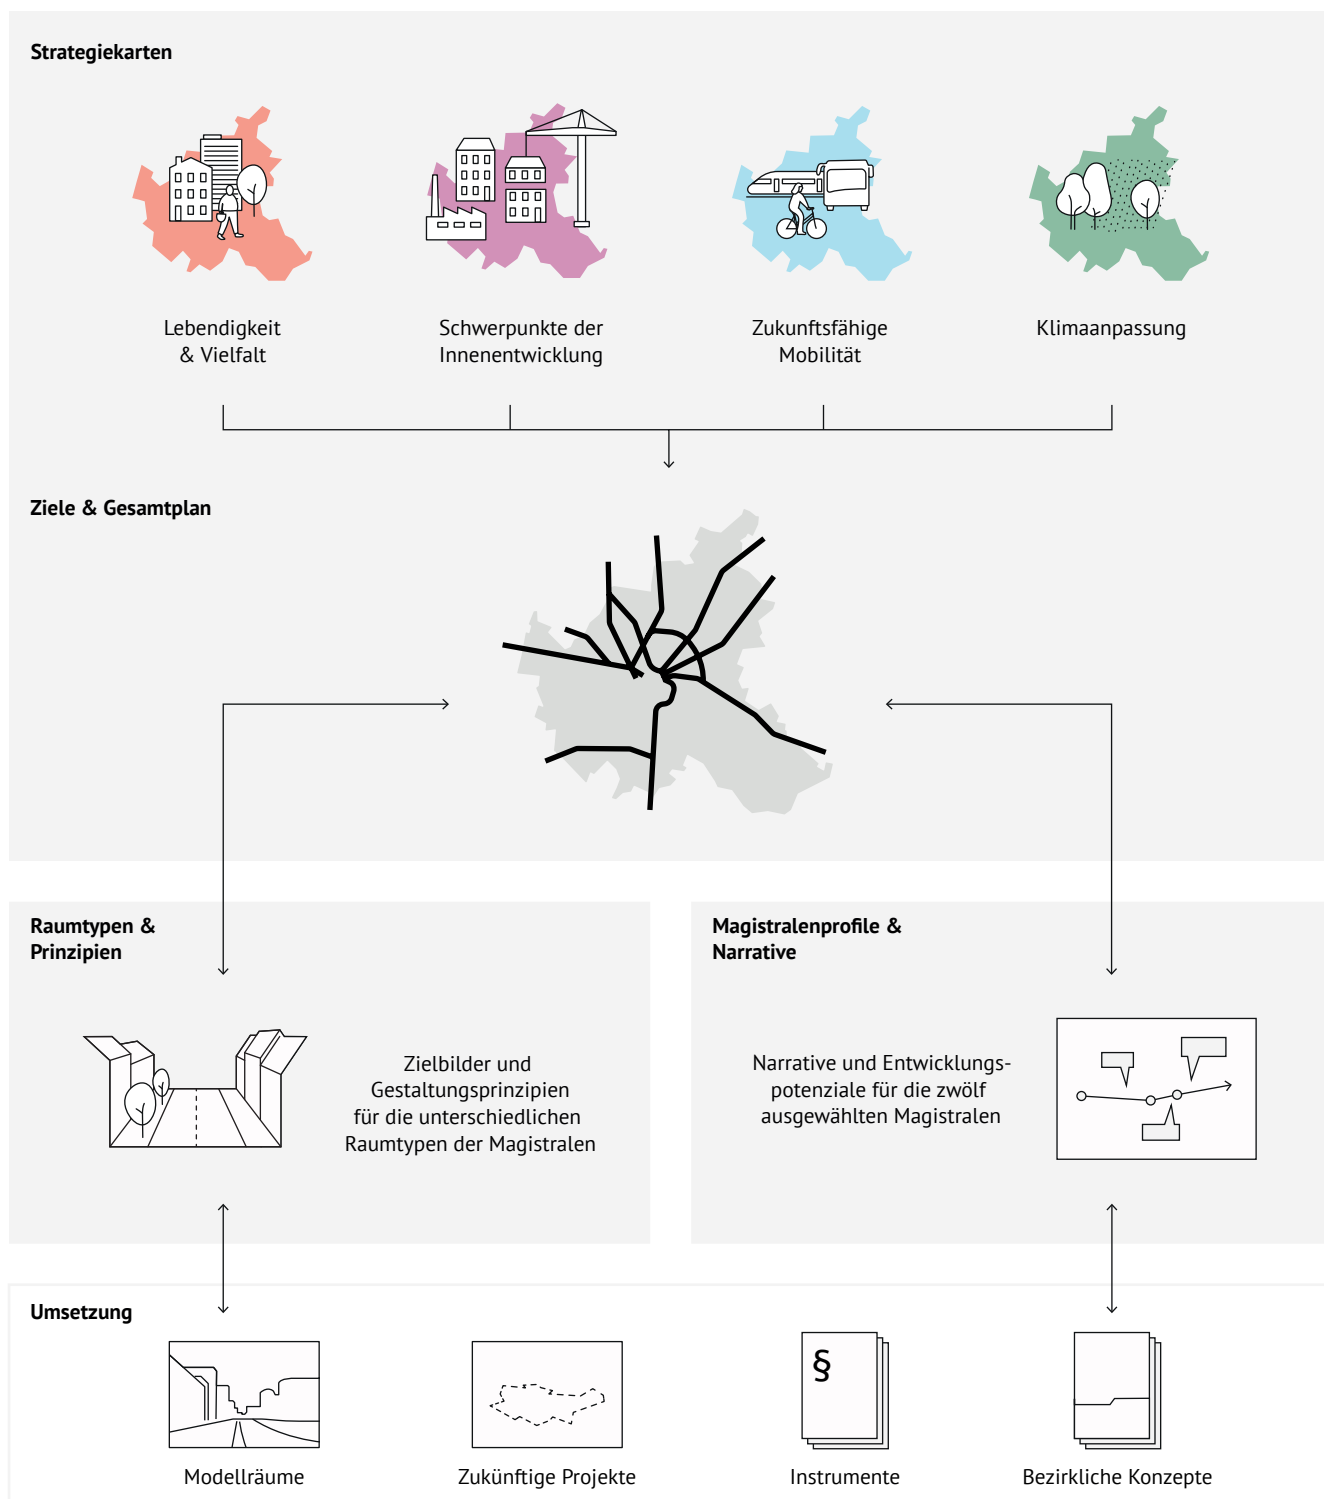 Strategiekarten
Lebendigkeit
& Vielfalt
Schwerpunkte der
Innenentwicklung
Zukunftsfähige
Mobilität
Klimaanpassung
Ziele & Gesamtplan
Raumtypen &
Prinzipien
Zielbilder und
Gestaltungsprinzipien
für die unterschiedlichen
Raumtypen der Magistralen
Magistralenprofile &
Narrative
Narrative und Entwicklungs-
potenziale für die zwölf
ausgewählten Magistralen
Umsetzung
§
Modellräume
Zukünftige Projekte
Instrumente
Bezirkliche Konzepte